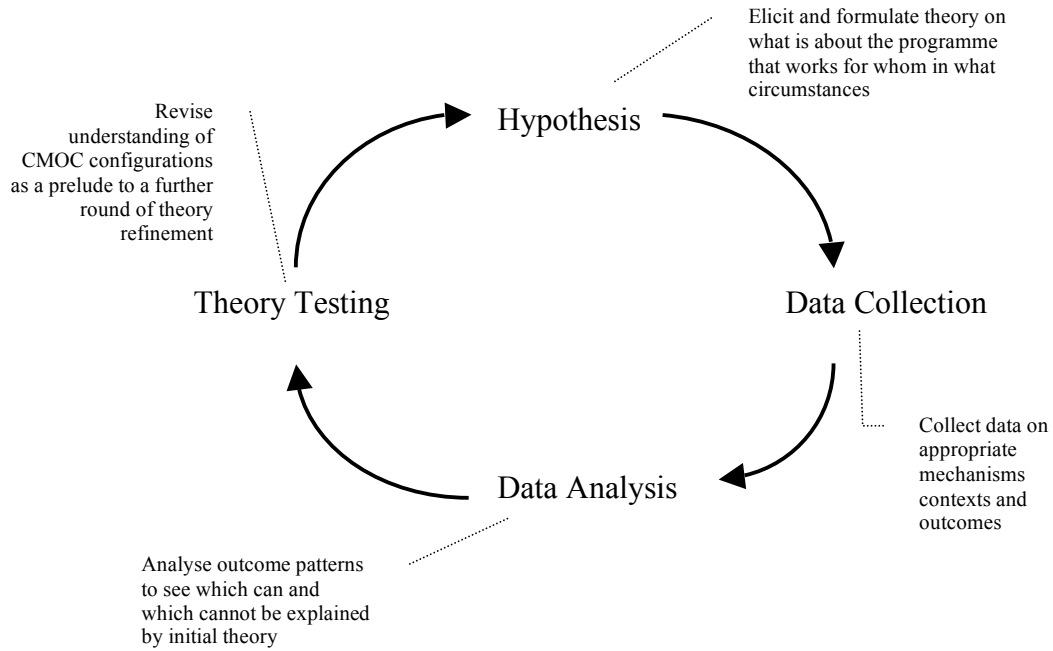 Elicit and formulate theory on
what is about the programme
that works for whom in what
circumstances
Hypothesis
Revise
understanding of
CMOC configurations
as a prelude to a further
round of theory
refinement
Theory Testing
Data Collection
Collect data on
appropriate
mechanisms
contexts and
outcomes
Data Analysis
Analyse outcome patterns
to see which can and
which cannot be explained
by initial theory